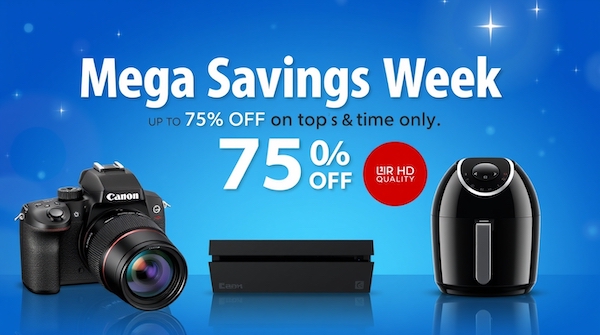 Mega Savings Week
UP TO 75% OFF on top s & time only.
75% OFF
HD
QUALITY
Canon